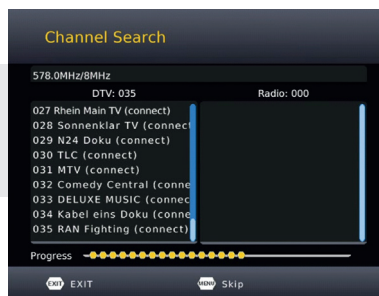 Channel Search
578.0MHz/8MHz
DTV: 035 Radio: 000
027 Rhein Main TV (connect)
028 Sonnenklar TV (connect
029 N24 Doku (connect)
030 TLC (connect)
031 MTV (connect)
032 Comedy Central (conne
033 DELUXE MUSIC (connec
034 Kabel eins Doku (conne
035 RAN Fighting (connect)
Progress
EXIT EXIT MENU Skip